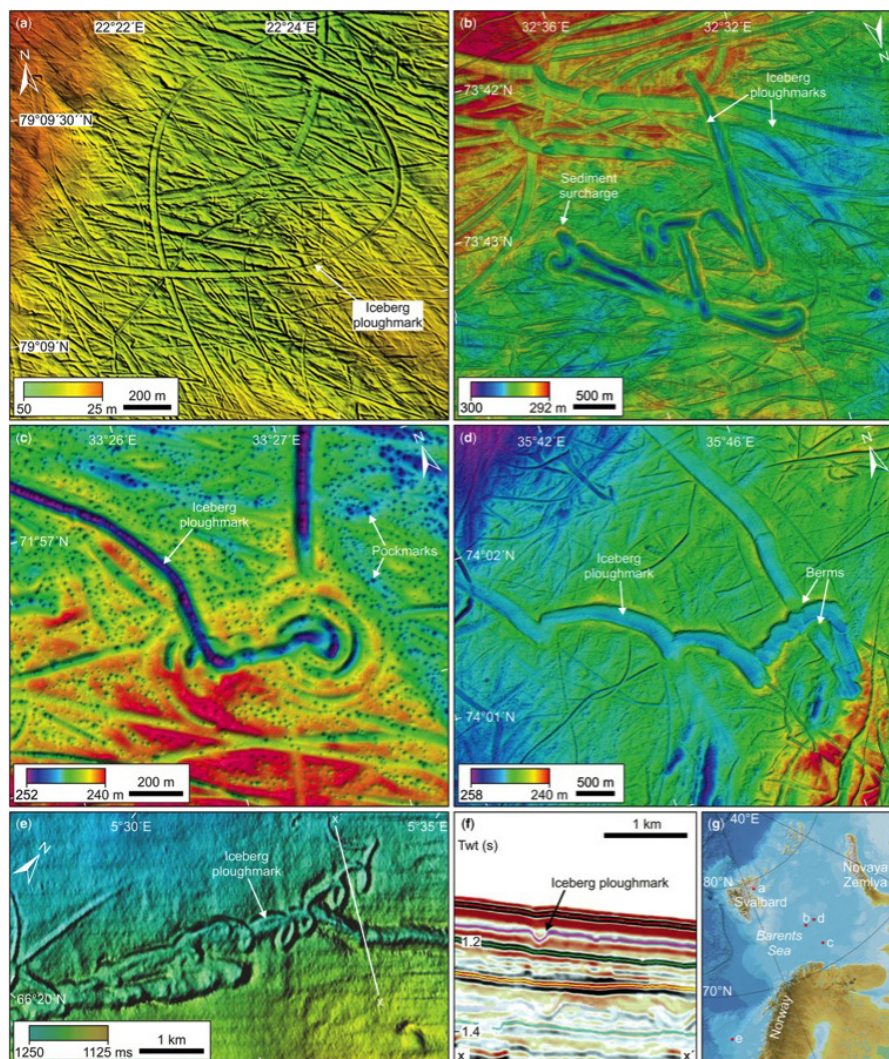 (a)
22°22´E
22°24´E
N
79°09´30´´N
Iceberg
ploughmark
79°09´N
50
25 m
200 m
(b)
32°36´E
32°32´E
N
Iceberg
ploughmarks
73°42´N
Sediment
surcharge
73°43´N
300
292 m
500 m
(c)
33°26´E
33°27´E
N
Iceberg
ploughmark
71°57´N
Pockmarks
252
240 m
200 m
(d)
35°42´E
35°46´E
N
74°02´N
Iceberg
ploughmark
Berms
74°01´N
258
240 m
500 m
(e)
5°30´E
x´
5°35´E
N
Iceberg
ploughmark
66°20´N
x
1250
1125 ms
1 km
(f)
1 km
Twt (s)
Iceberg ploughmark
1.2
1.4
x
x´
(g)
40°E
Novaya
Zemlya
80°N
a
Svalbard
b
d
Barents
Sea
c
70°N
Norway
e